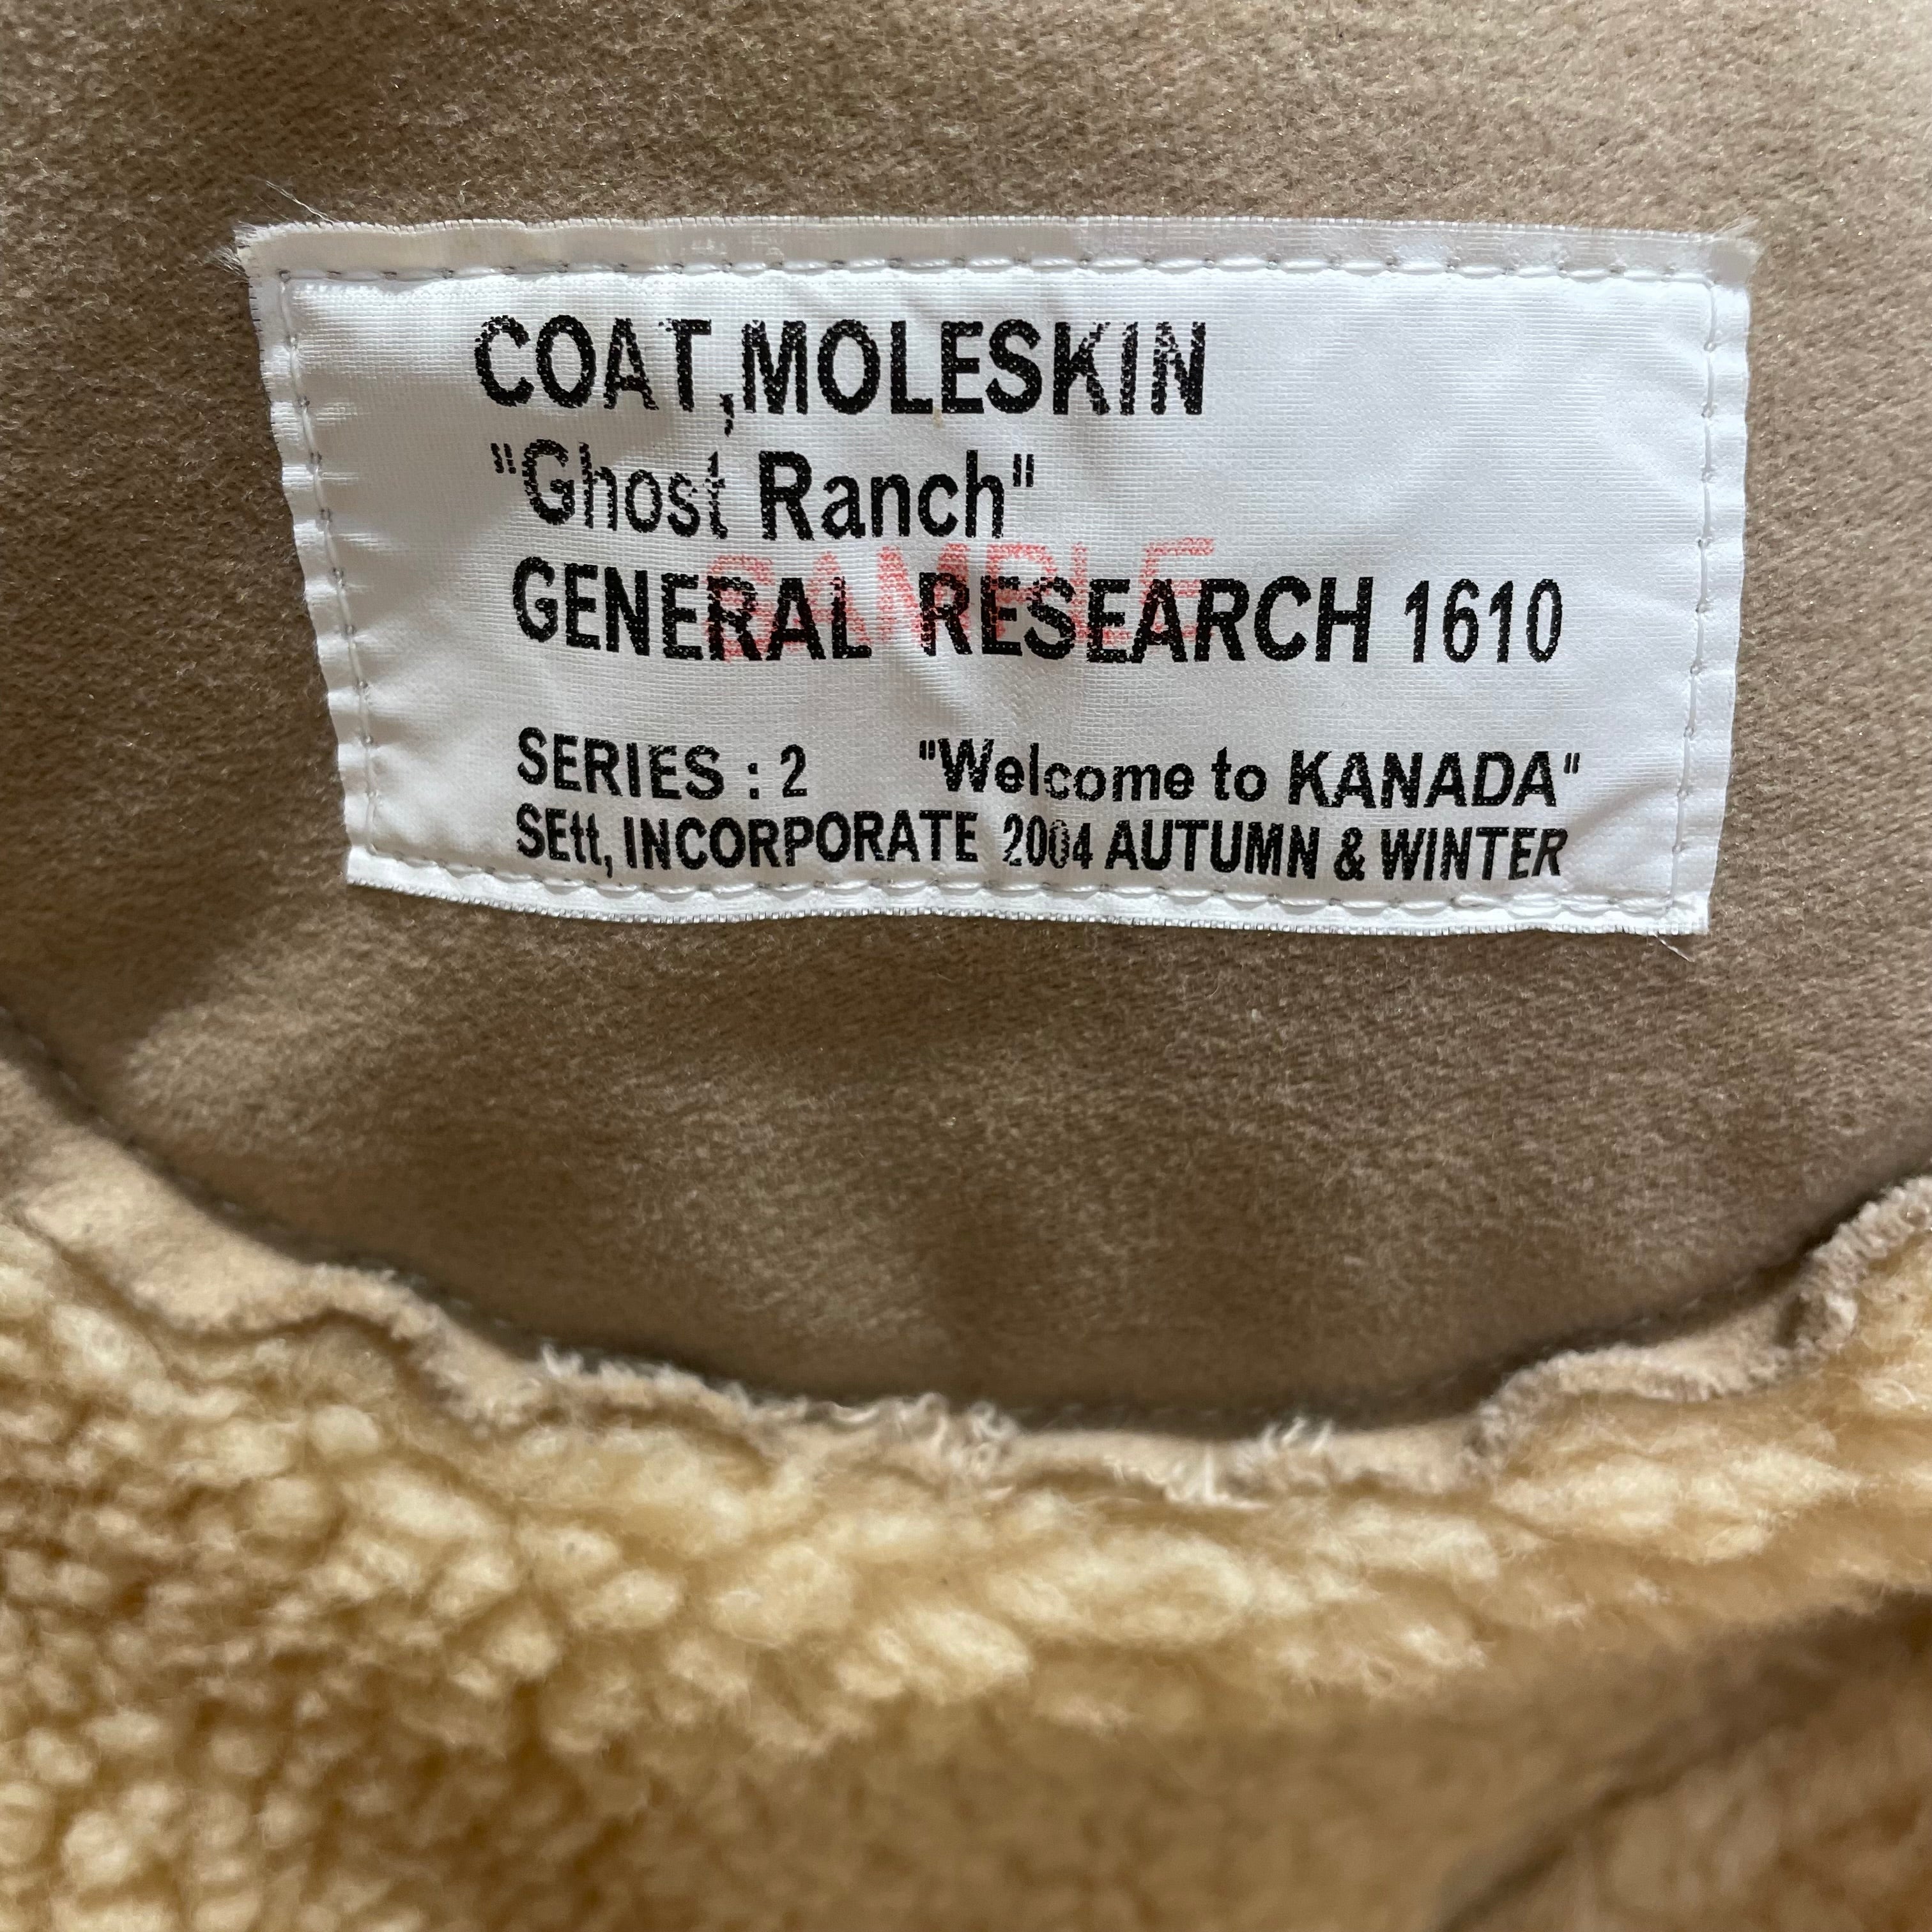 COAT,MOLESKIN
"Ghost Ranch"
SAMPLE
GENERAL RESEARCH 1610
SERIES : 2 "Welcome to KANADA"
SEtt, INCORPORATE 2004 AUTUMN & WINTER